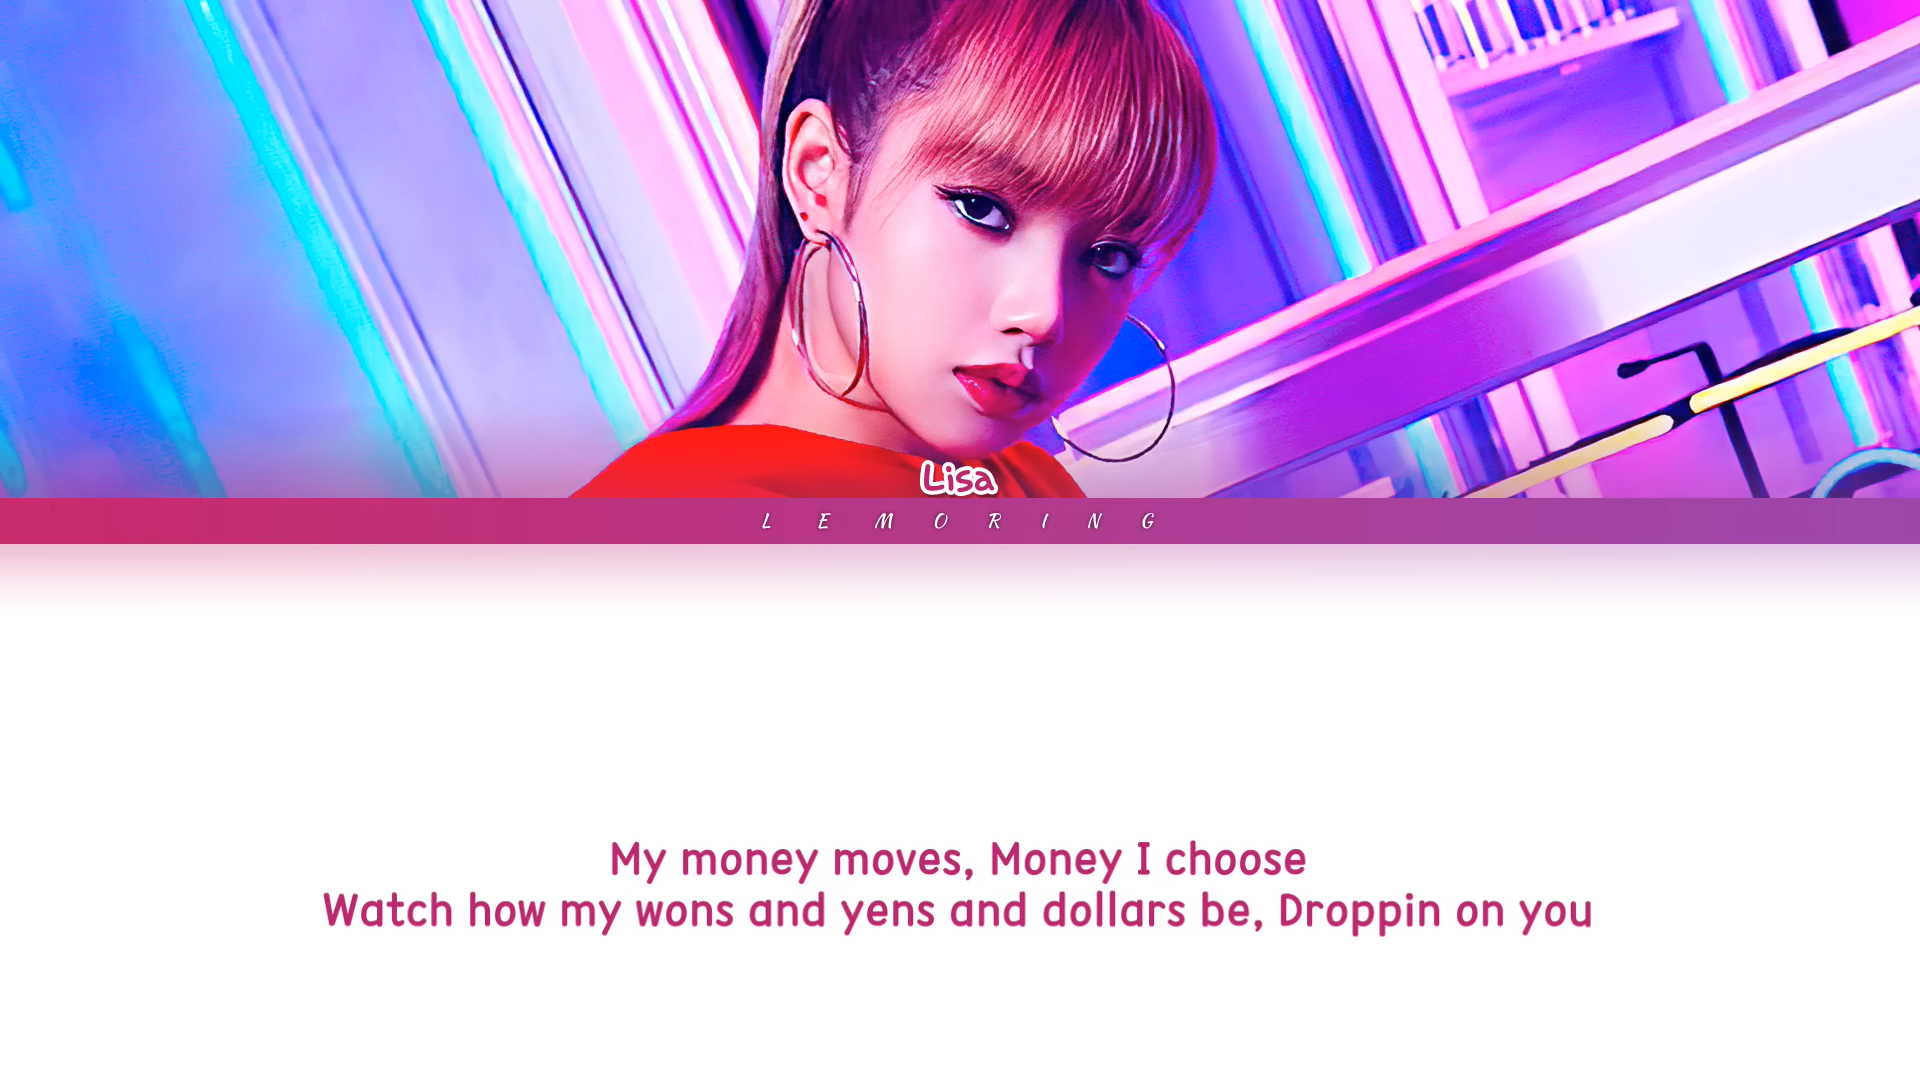 Lisa
L E M O R I N G
My money moves, Money I choose
Watch how my wons and yens and dollars be, Droppin on you